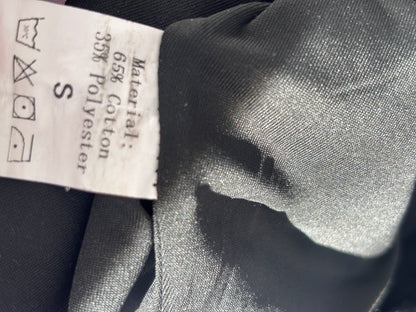 Material:
65% Cotton
35% Polyester
S